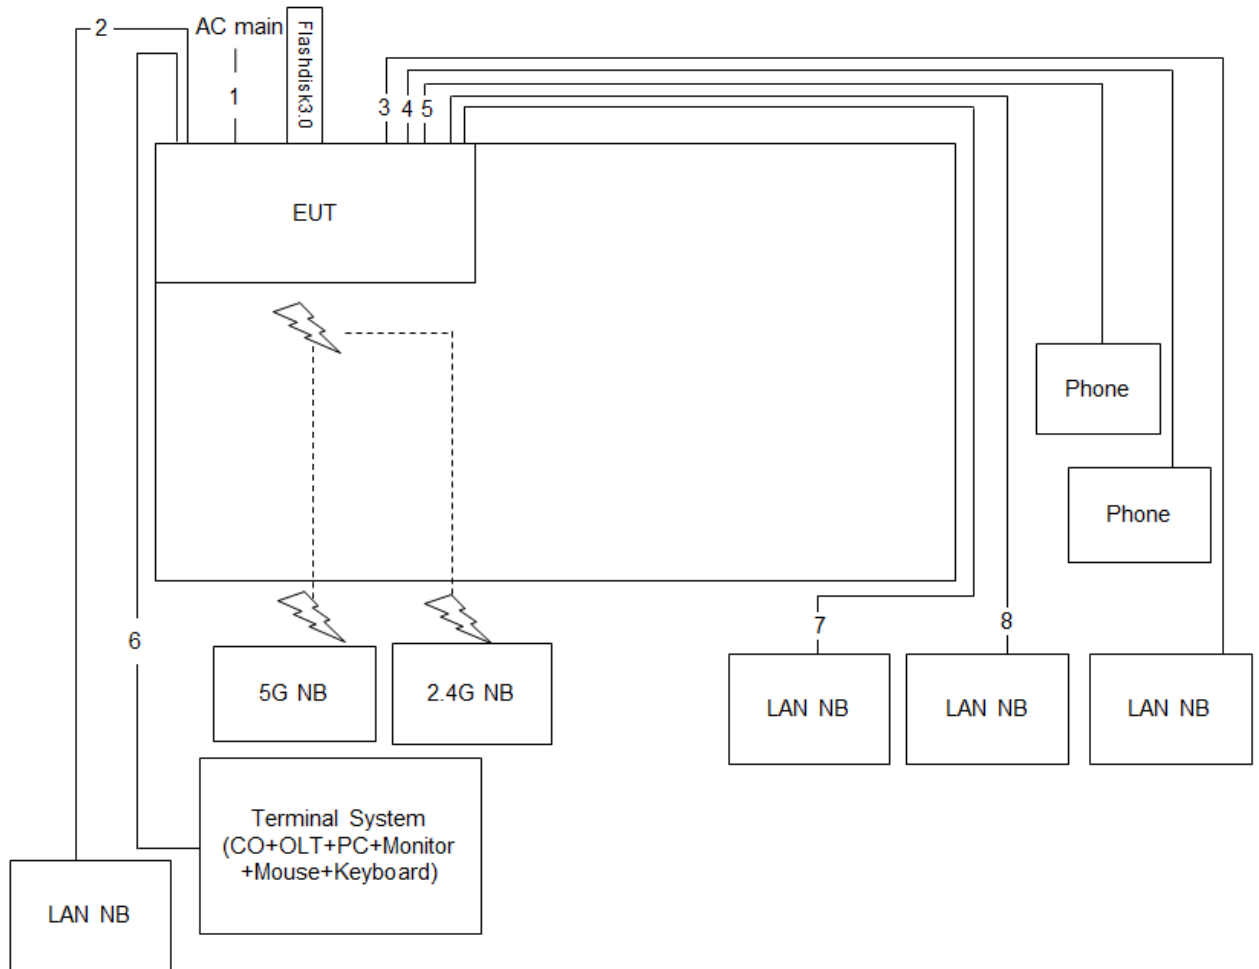 2
AC main
Flashdisk3.0
1
3
4
5
EUT
Phone
Phone
6
7
8
5G NB
2.4G NB
LAN NB
LAN NB
LAN NB
Terminal System
(CO+OLT+PC+Monitor
+Mouse+Keyboard)
LAN NB